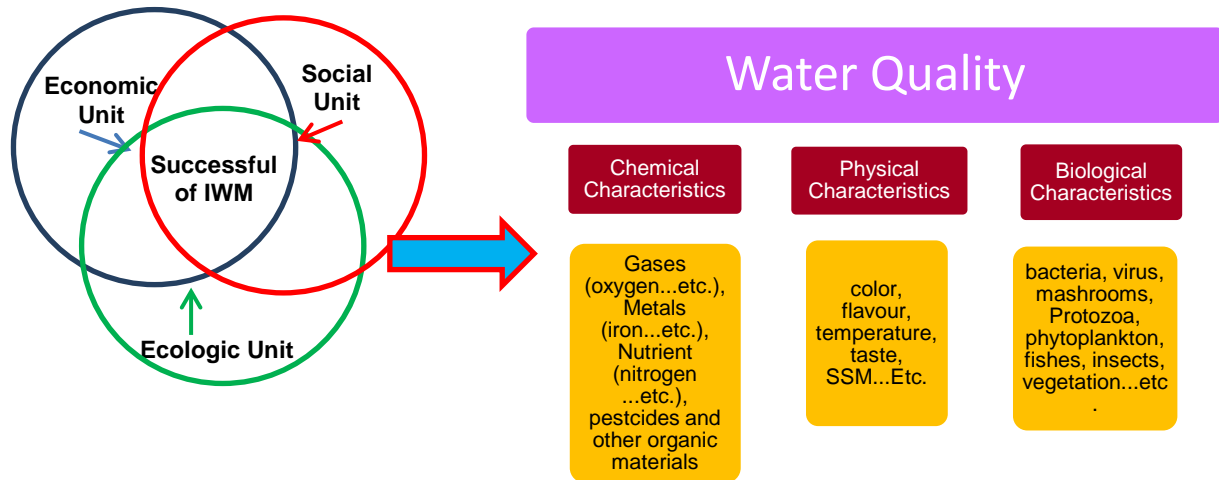 Economic
Unit
Social
Unit
Successful
of IWM
Ecologic Unit
Water Quality
Chemical
Characteristics
Physical
Characteristics
Biological
Characteristics
Gases
(oxygen...etc.),
Metals
(iron...etc.),
Nutrient
(nitrogen
...etc.),
pestcides and
other organic
materials
color,
flavour,
temperature,
taste,
SSM...Etc.
bacteria, virus,
mashrooms,
Protozoa,
phytoplankton,
fishes, insects,
vegetation...etc
.